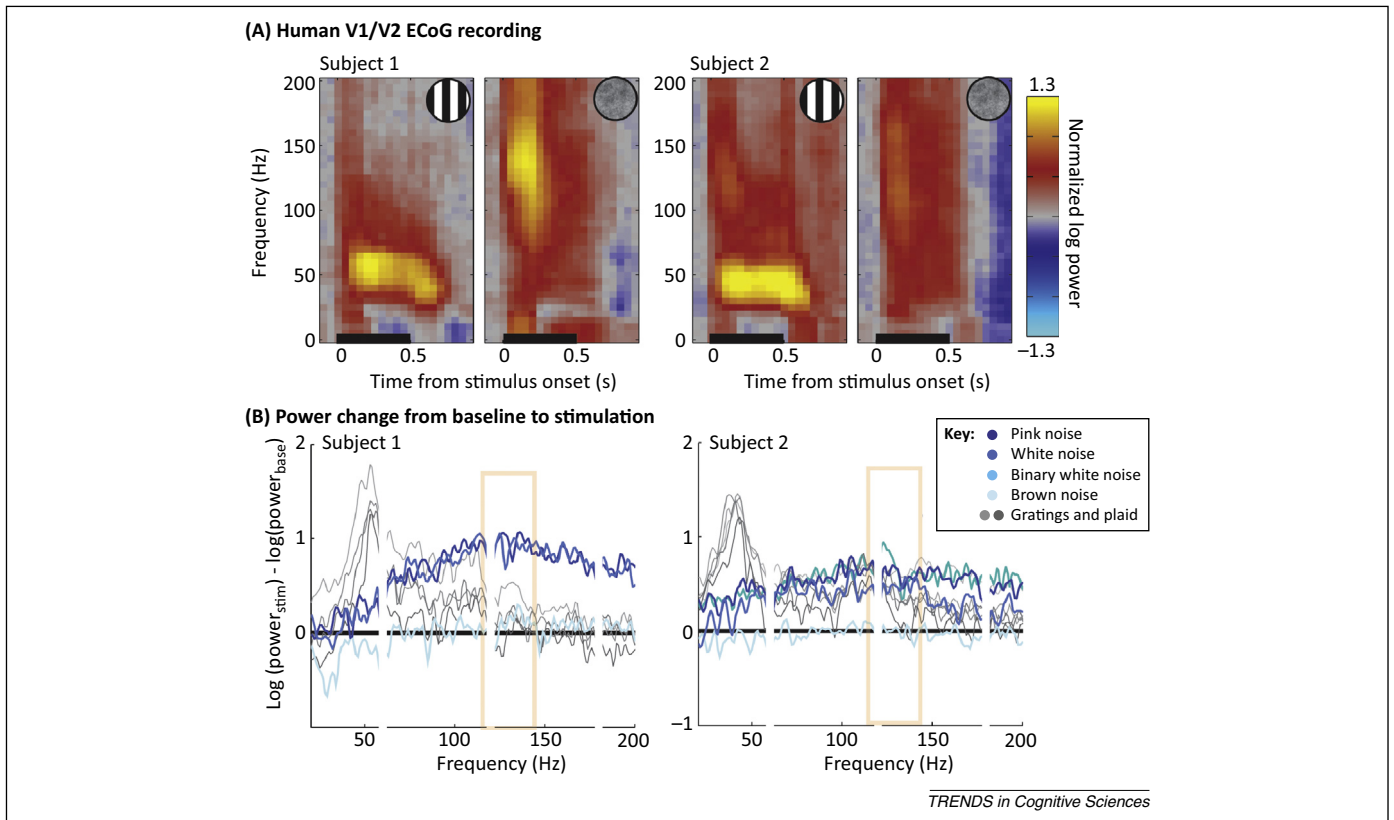 (A) Human V1/V2 ECoG recording
Subject 1
Subject 2
200
150
100
50
0
Frequency (Hz)
0 0.5 0 0.5
Time from stimulus onset (s)
0 0.5 0 0.5
Time from stimulus onset (s)
1.3
–1.3
Normalized log power
(B) Power change from baseline to stimulation
Key:
Pink noise
White noise
Binary white noise
Brown noise
Gratings and plaid
Subject 1
2
1
0
Log (power_stim) - log(power_base)
50 100 150 200
Frequency (Hz)
Subject 2
2
1
0
–1
50 100 150 200
Frequency (Hz)
TRENDS in Cognitive Sciences